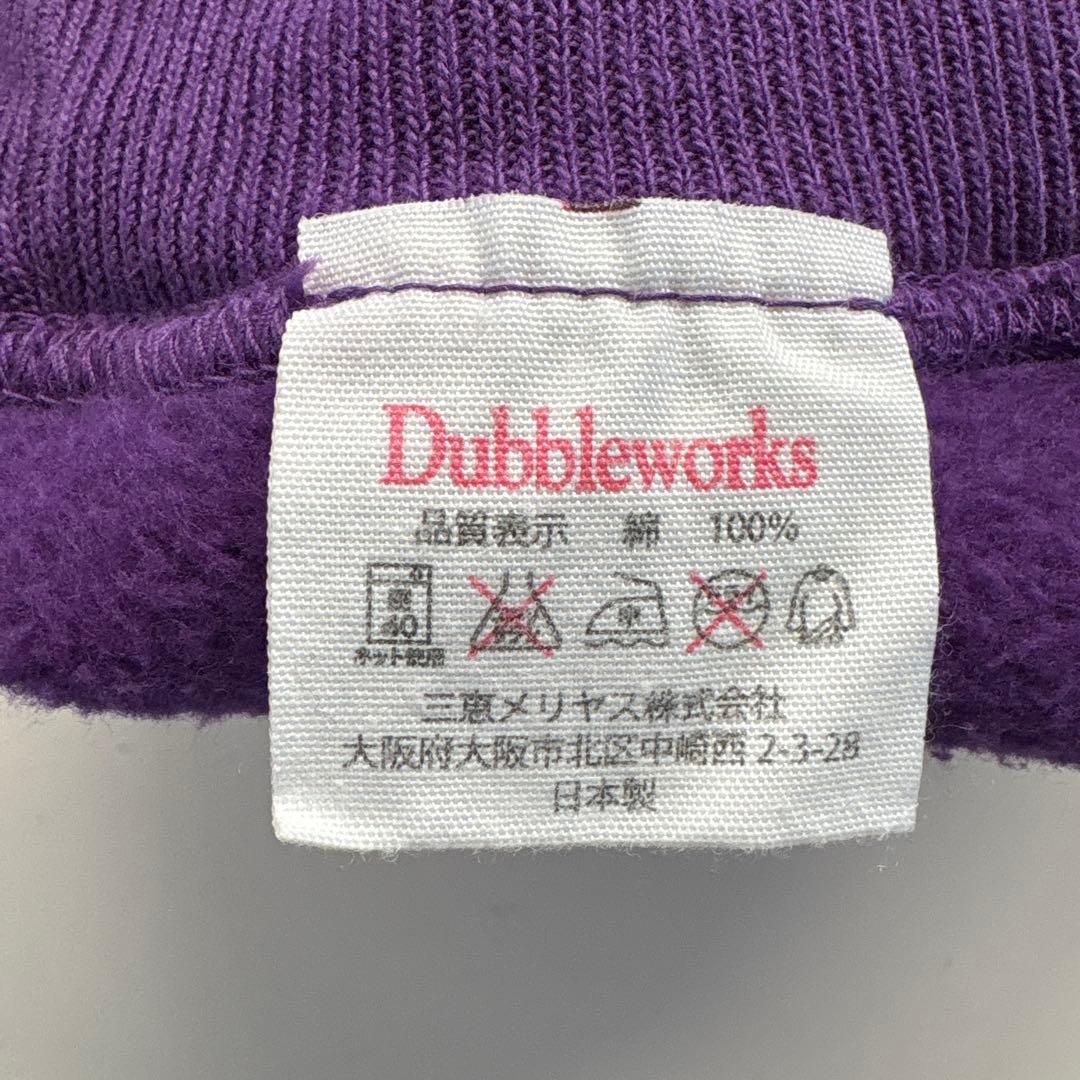 Dubbleworks
品質表示 綿 100%
40
ネット使用
三恵メリヤス株式会社
大阪府大阪市北区中崎西 2-3-28
日本製